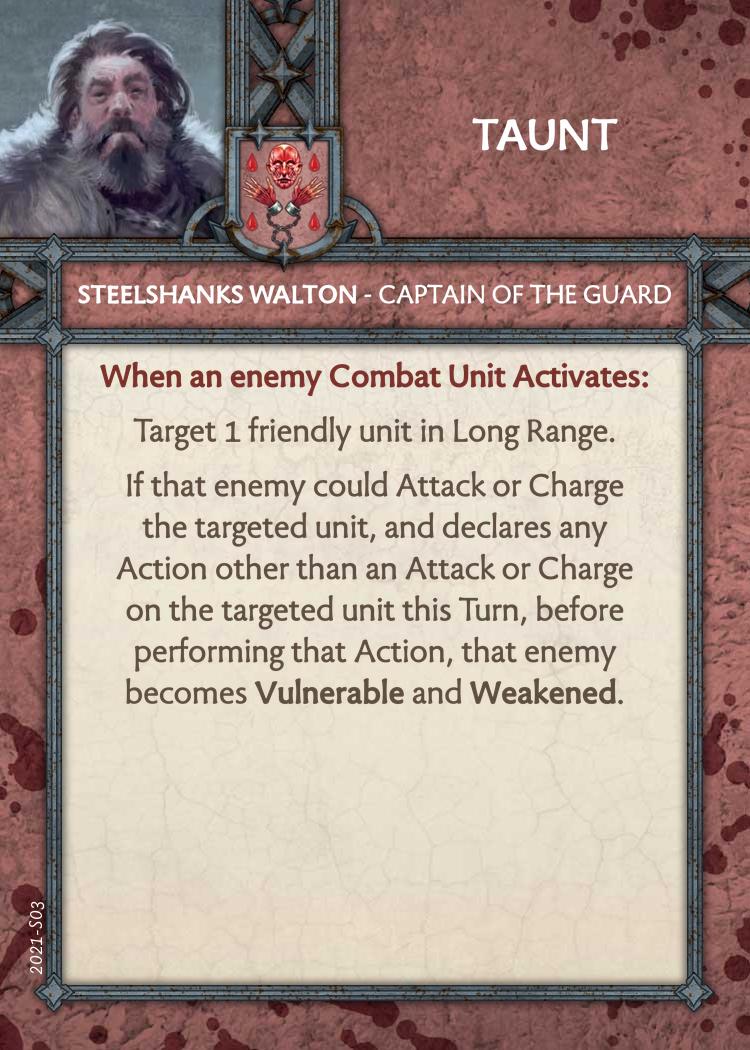 TAUNT
STEELSHANKS WALTON - CAPTAIN OF THE GUARD
When an enemy Combat Unit Activates:
Target 1 friendly unit in Long Range.
If that enemy could Attack or Charge
the targeted unit, and declares any
Action other than an Attack or Charge
on the targeted unit this Turn, before
performing that Action, that enemy
becomes Vulnerable and Weakened.
2021-S03